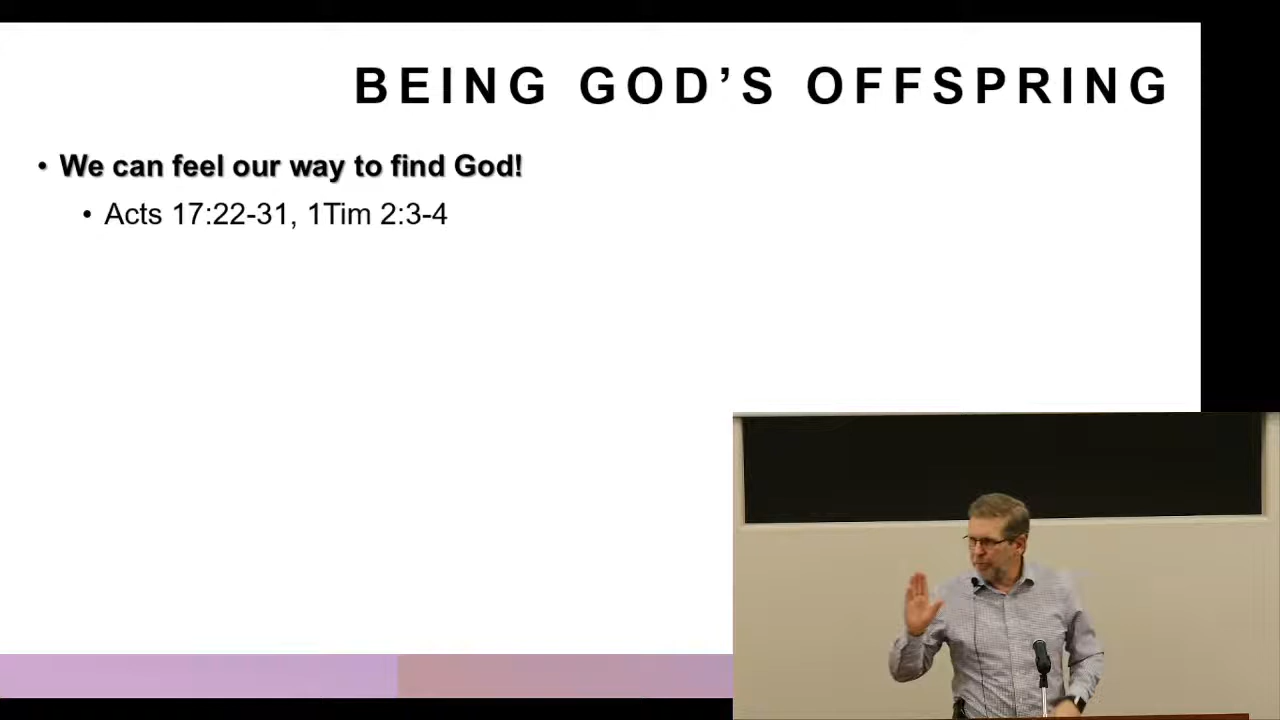 BEING GOD’S OFFSPRING
• We can feel our way to find God!
• Acts 17:22-31, 1Tim 2:3-4